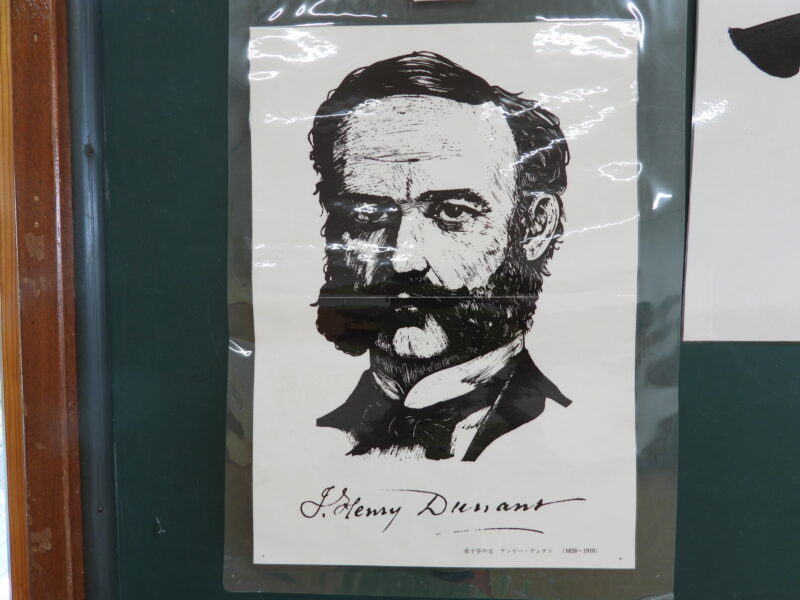 J. Henry Dunant
赤十字の父 アンリー・デュナン (1828~1910)